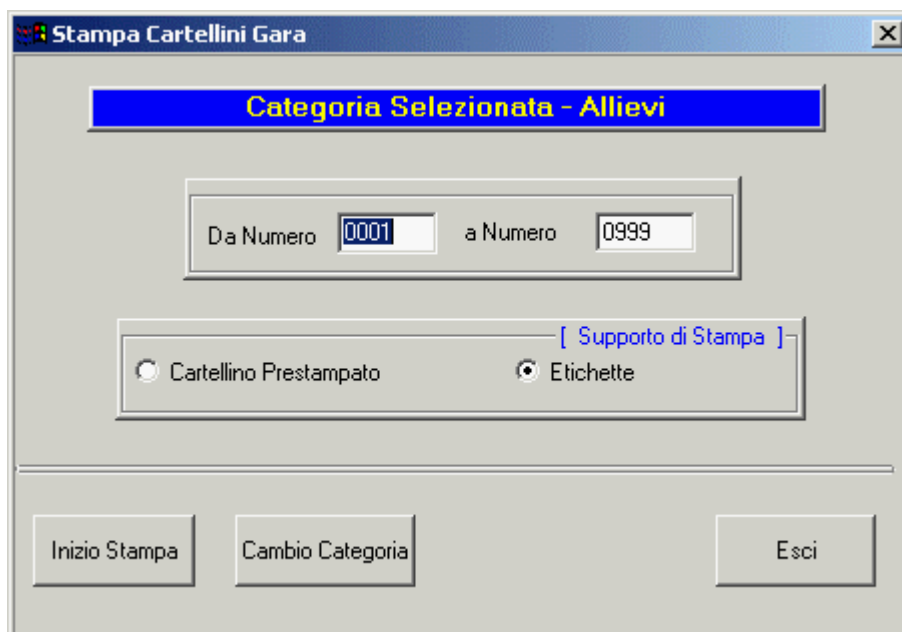 Stampa Cartellini Gara
Categoria Selezionata - Allievi
Da Numero 0001 a Numero 0999
[ Supporto di Stampa ]
Cartellino Prestampato Etichette
Inizio Stampa Cambio Categoria Esci